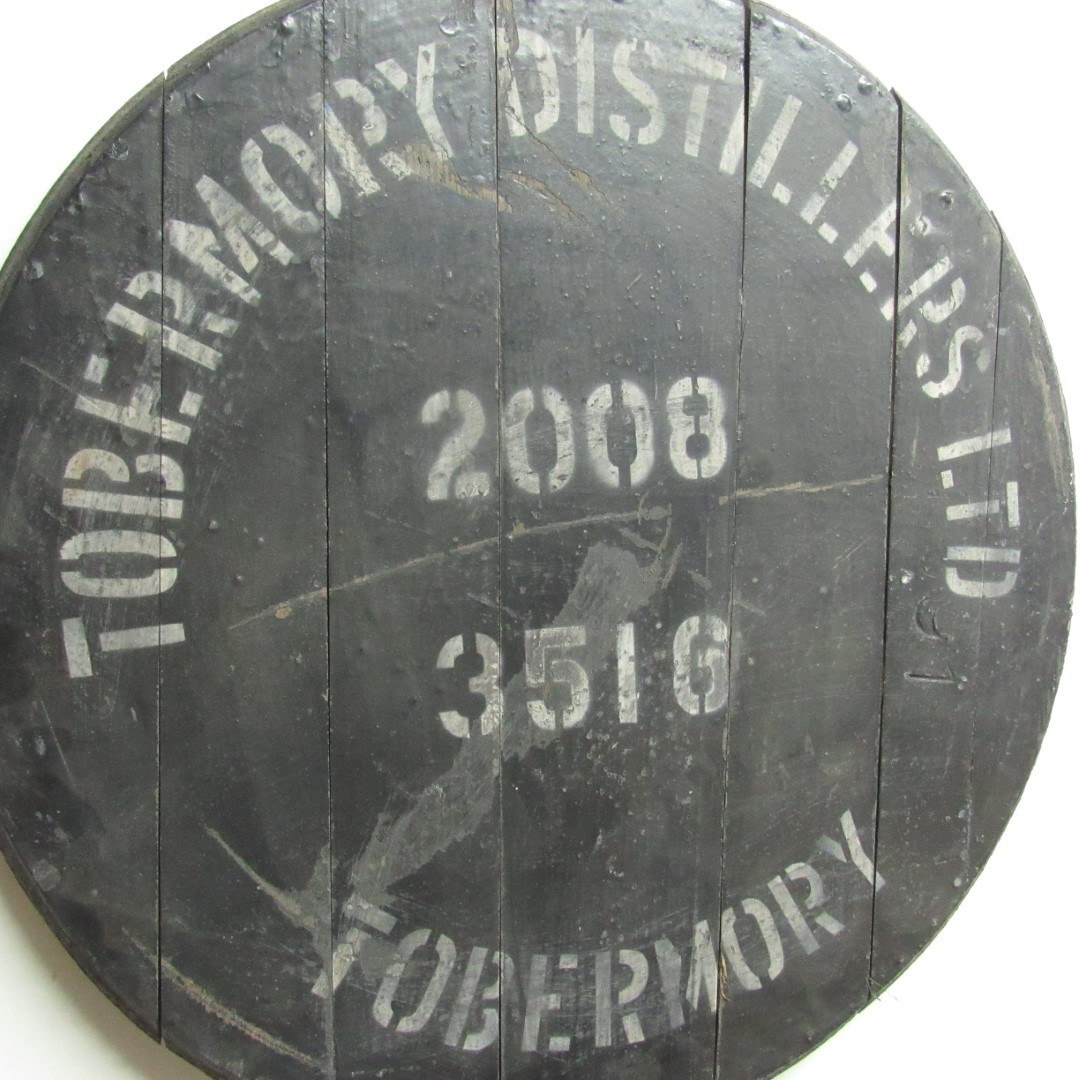 TOBERMORY DISTILLERS LTD
2008
3516
TOBERMORY